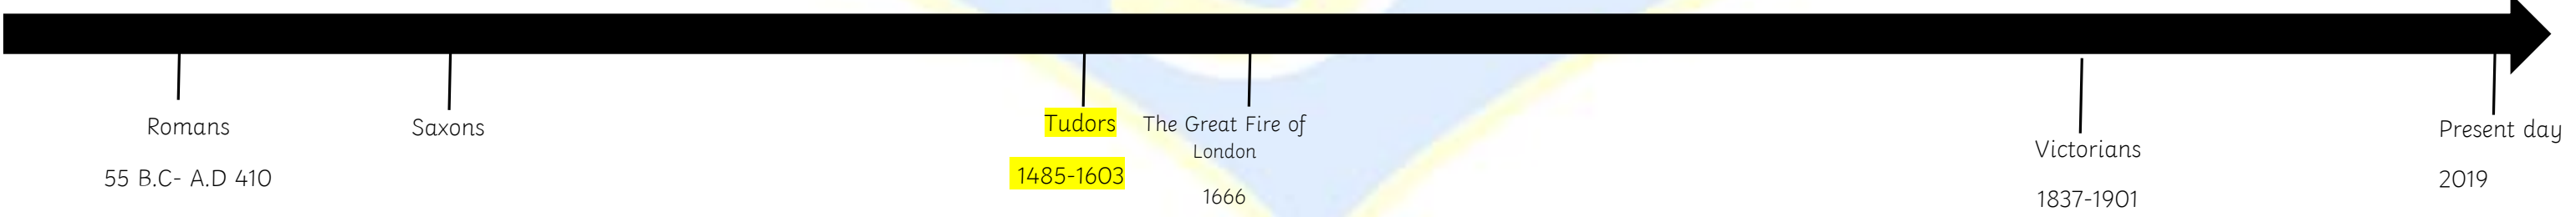 Romans
55 B.C- A.D 410
Saxons
Tudors
1485-1603
The Great Fire of
London
1666
Victorians
1837-1901
Present day
2019